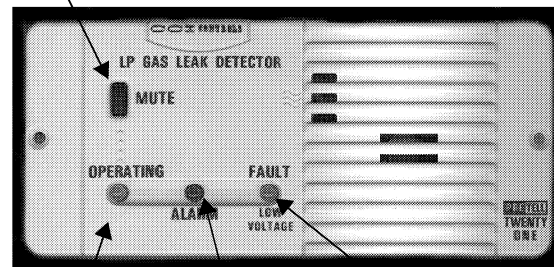 LP GAS LEAK DETECTOR
MUTE
OPERATING
FAULT
ALARM
LOW
VOLTAGE
TWENTY
ONE